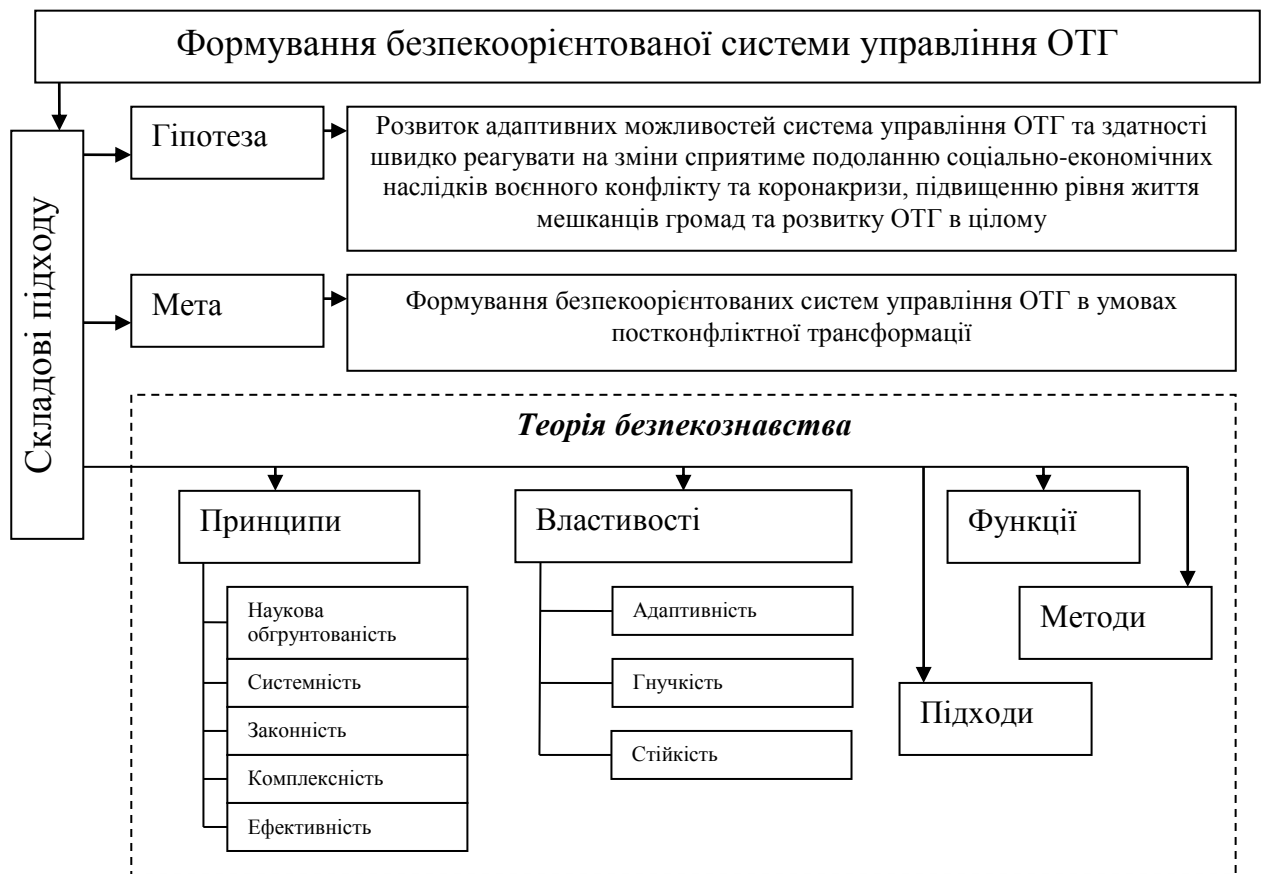 Формування безпекоорієнтованої системи управління ОТГ
Складові підходу
Гіпотеза
Розвиток адаптивних можливостей система управління ОТГ та здатності
швидко реагувати на зміни сприятиме подоланню соціально-економічних
наслідків воєнного конфлікту та коронакризи, підвищенню рівня життя
мешканців громад та розвитку ОТГ в цілому
Мета
Формування безпекоорієнтованих систем управління ОТГ в умовах
постконфліктної трансформації
Теорія безпекознавства
Принципи
Наукова
обгрунтованість
Системність
Законність
Комплексність
Ефективність
Властивості
Адаптивність
Гнучкість
Стійкість
Функції
Методи
Підходи